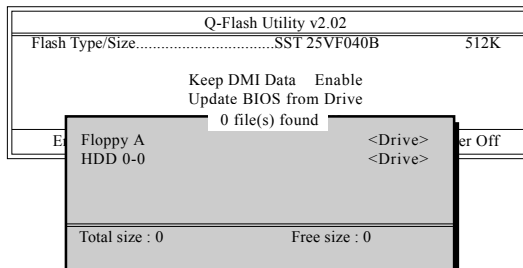 Q-Flash Utility v2.02
Flash Type/Size.................................SST 25VF040B 512K
Keep DMI Data Enable
Update BIOS from Drive
0 file(s) found
Floppy A <Drive>
HDD 0-0 <Drive>
Total size : 0 Free size : 0
Off